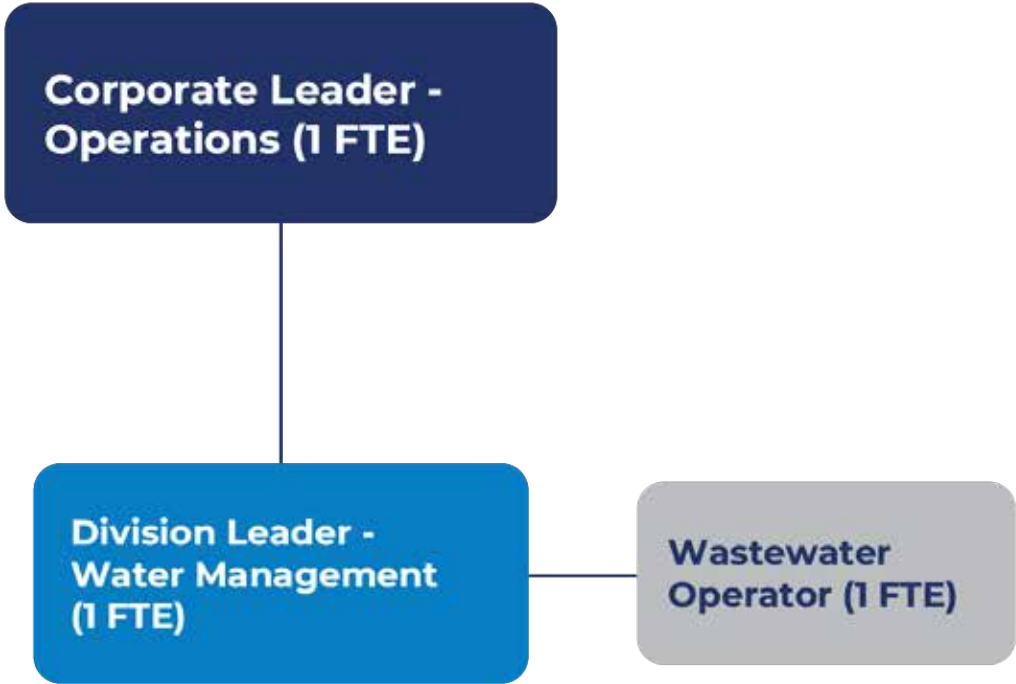 Corporate Leader -
Operations (1 FTE)
Division Leader -
Water Management
(1 FTE)
Wastewater
Operator (1 FTE)